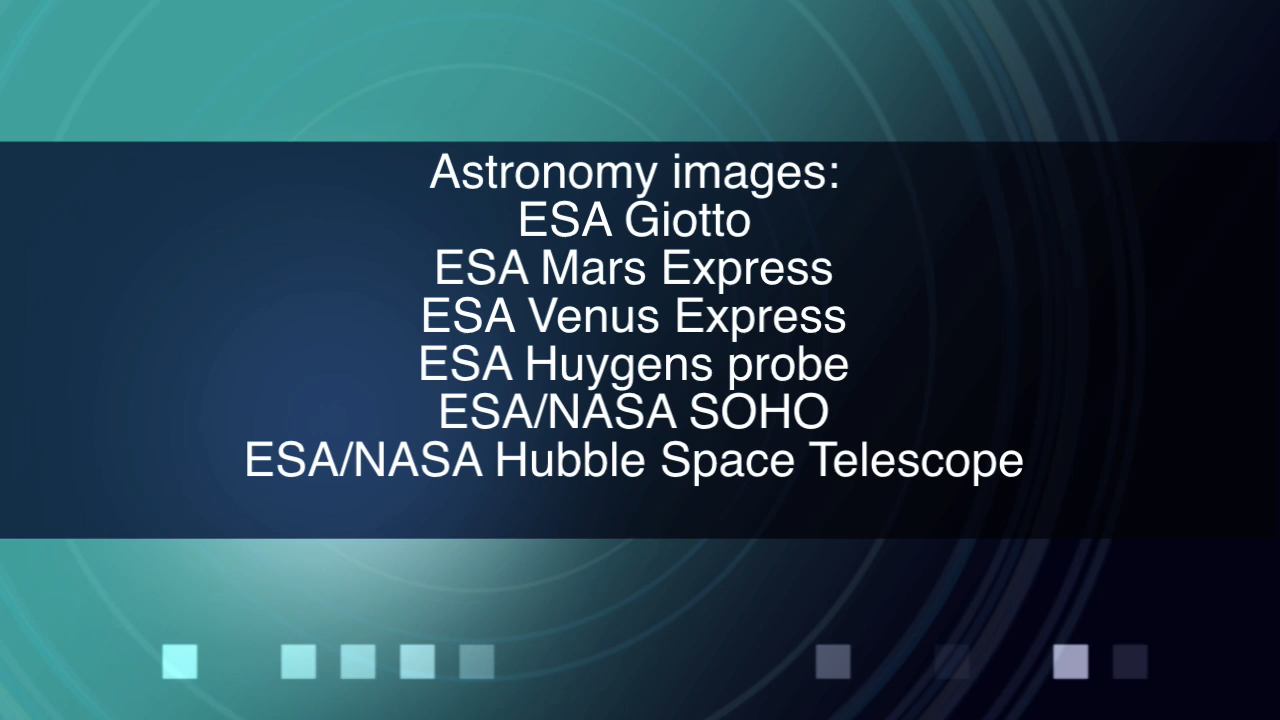 Astronomy images:
ESA Giotto
ESA Mars Express
ESA Venus Express
ESA Huygens probe
ESA/NASA SOHO
ESA/NASA Hubble Space Telescope